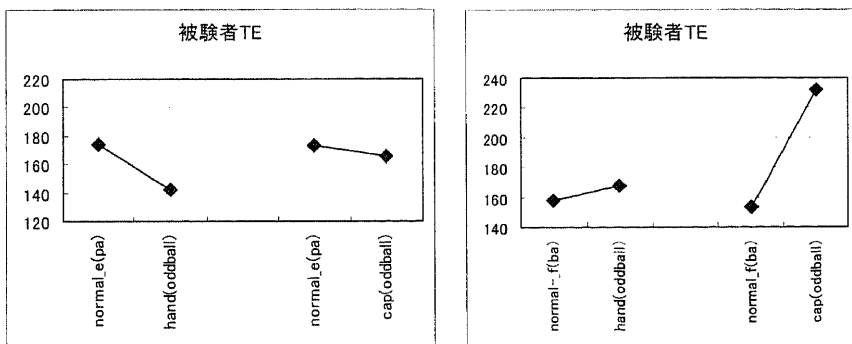 被験者TE
220
200
180
160
140
120
normal_e(pa)
hand(oddball)
normal_e(pa)
cap(oddball)
被験者TE
240
220
200
180
160
140
normal-_f(ba)
hand(oddball)
normal_f(ba)
cap(oddball)